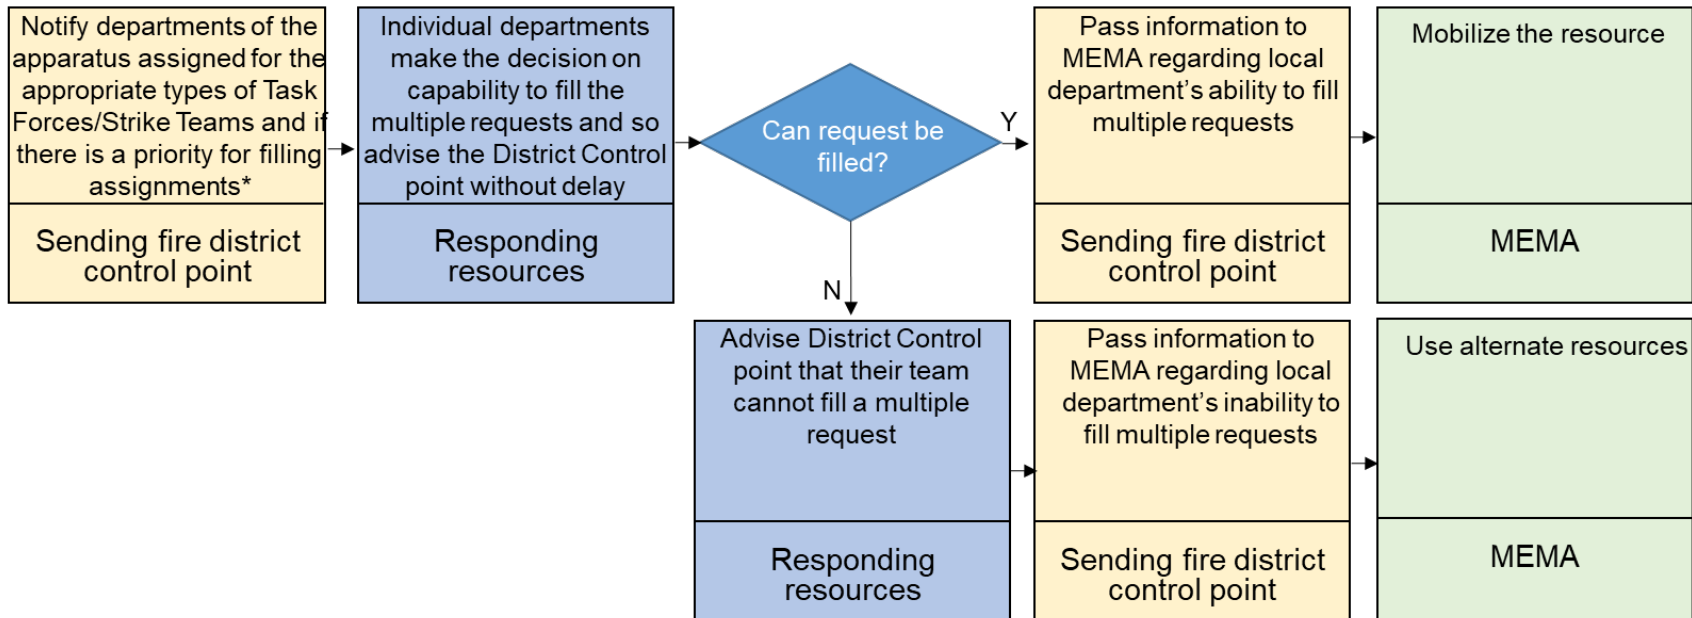 Notify departments of the
apparatus assigned for the
appropriate types of Task
Forces/Strike Teams and if
there is a priority for filling
assignments*
Sending fire district
control point
Individual departments
make the decision on
capability to fill the
multiple requests and so
advise the District Control
point without delay
Responding
resources
Can request be
filled?
Y
Pass information to
MEMA regarding local
department’s ability to fill
multiple requests
Sending fire district
control point
Mobilize the resource
MEMA
N
Advise District Control
point that their team
cannot fill a multiple
request
Responding
resources
Pass information to
MEMA regarding local
department’s inability to
fill multiple requests
Sending fire district
control point
Use alternate resources
MEMA